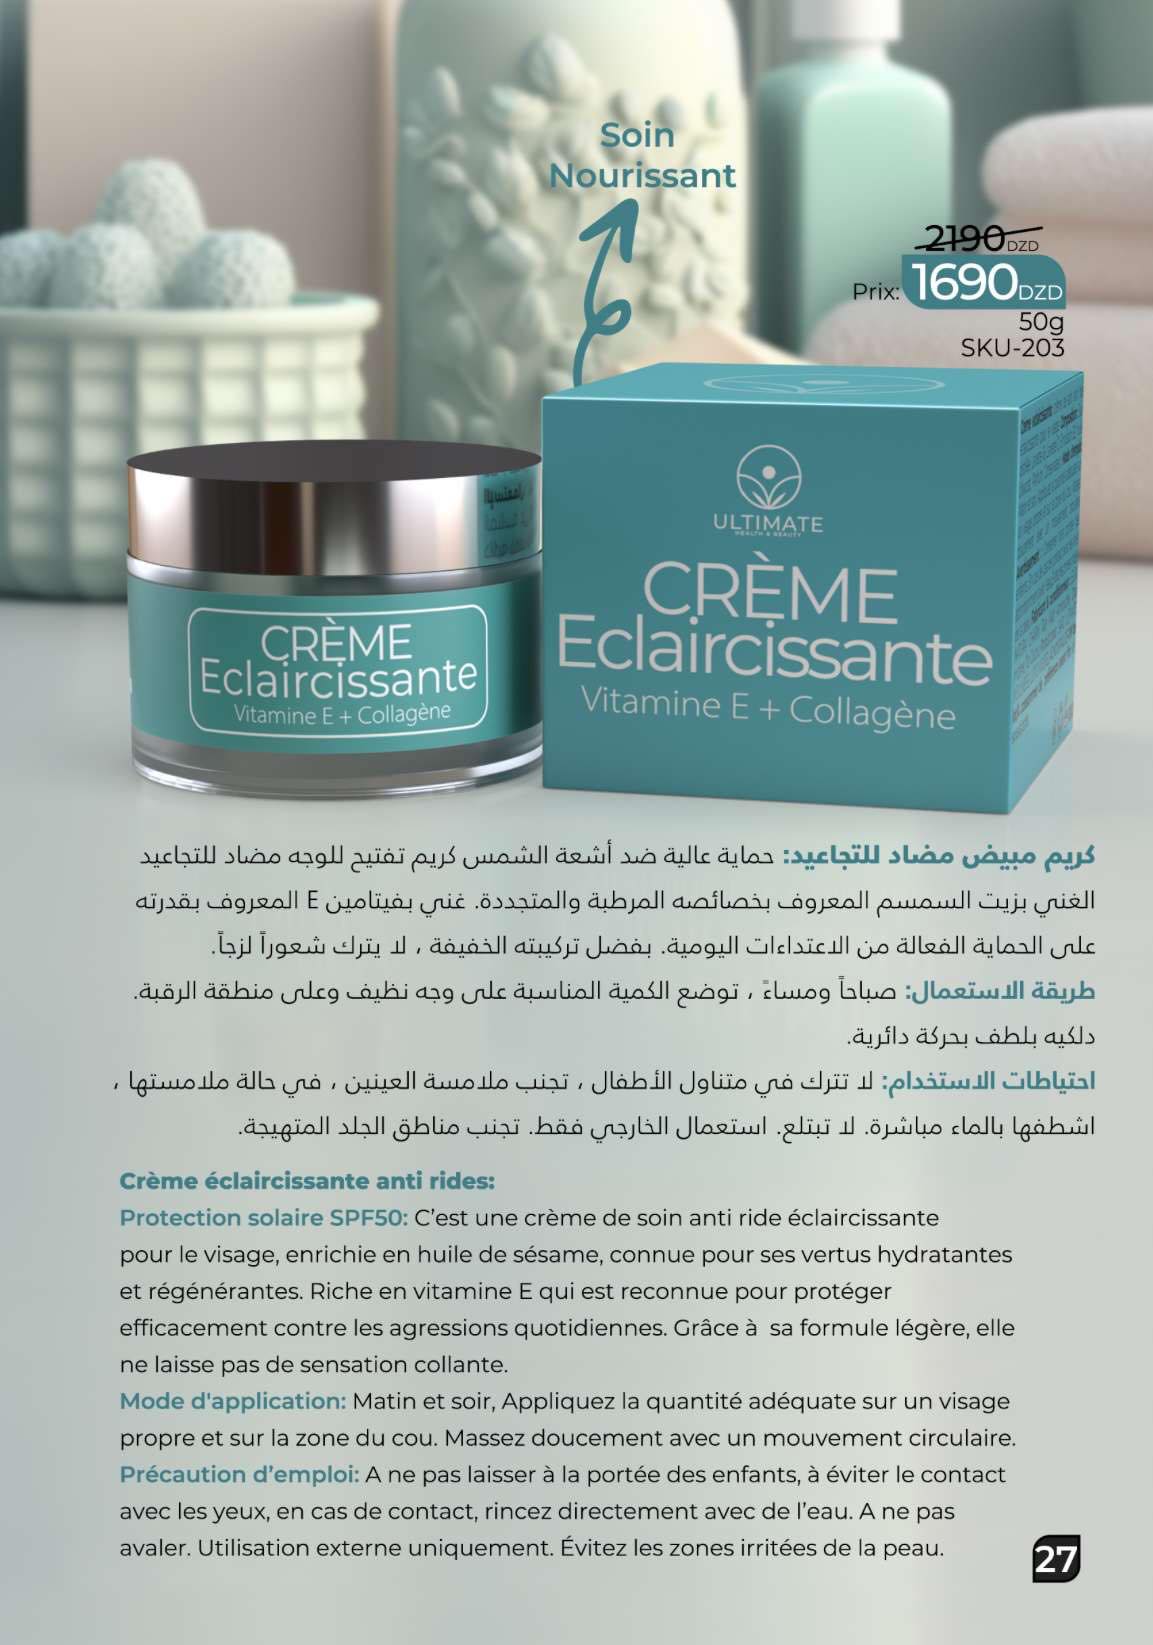 Soin
Nourissant
2190DZD
Prix: 1690DZD
50g
SKU-203
ULTIMATE
HEALTH & BEAUTY
CRÈME
Eclaircissante
Vitamine E + Collagène
CRÈME
Eclaircissante
Vitamine E + Collagène
كريم مبيض مضاد للتجاعيد: حماية عالية ضد أشعة الشمس كريم تفتيح للوجه مضاد للتجاعيد
الغني بزيت السمسم المعروف بخصائصه المرطبة والمتجددة. غني بفيتامين E المعروف بقدرته
على الحماية الفعالة من الاعتداءات اليومية. بفضل تركيبته الخفيفة ، لا يترك شعوراً لزجاً.
طريقة الاستعمال: صباحاً ومساءً ، توضع الكمية المناسبة على وجه نظيف وعلى منطقة الرقبة.
دلكيه بلطف بحركة دائرية.
احتياطات الاستخدام: لا تترك في متناول الأطفال ، تجنب ملامسة العينين ، في حالة ملامستها ،
اشطفها بالماء مباشرة. لا تبتلع. استعمال الخارجي فقط. تجنب مناطق الجلد المتهيجة.
Crème éclaircissante anti rides:
Protection solaire SPF50: C’est une crème de soin anti ride éclaircissante
pour le visage, enrichie en huile de sésame, connue pour ses vertus hydratantes
et régénérantes. Riche en vitamine E qui est reconnue pour protéger
efficacement contre les agressions quotidiennes. Grâce à  sa formule légère, elle
ne laisse pas de sensation collante.
Mode d'application: Matin et soir, Appliquez la quantité adéquate sur un visage
propre et sur la zone du cou. Massez doucement avec un mouvement circulaire.
Précaution d’emploi: A ne pas laisser à la portée des enfants, à éviter le contact
avec les yeux, en cas de contact, rincez directement avec de l’eau. A ne pas
avaler. Utilisation externe uniquement. Évitez les zones irritées de la peau.
27